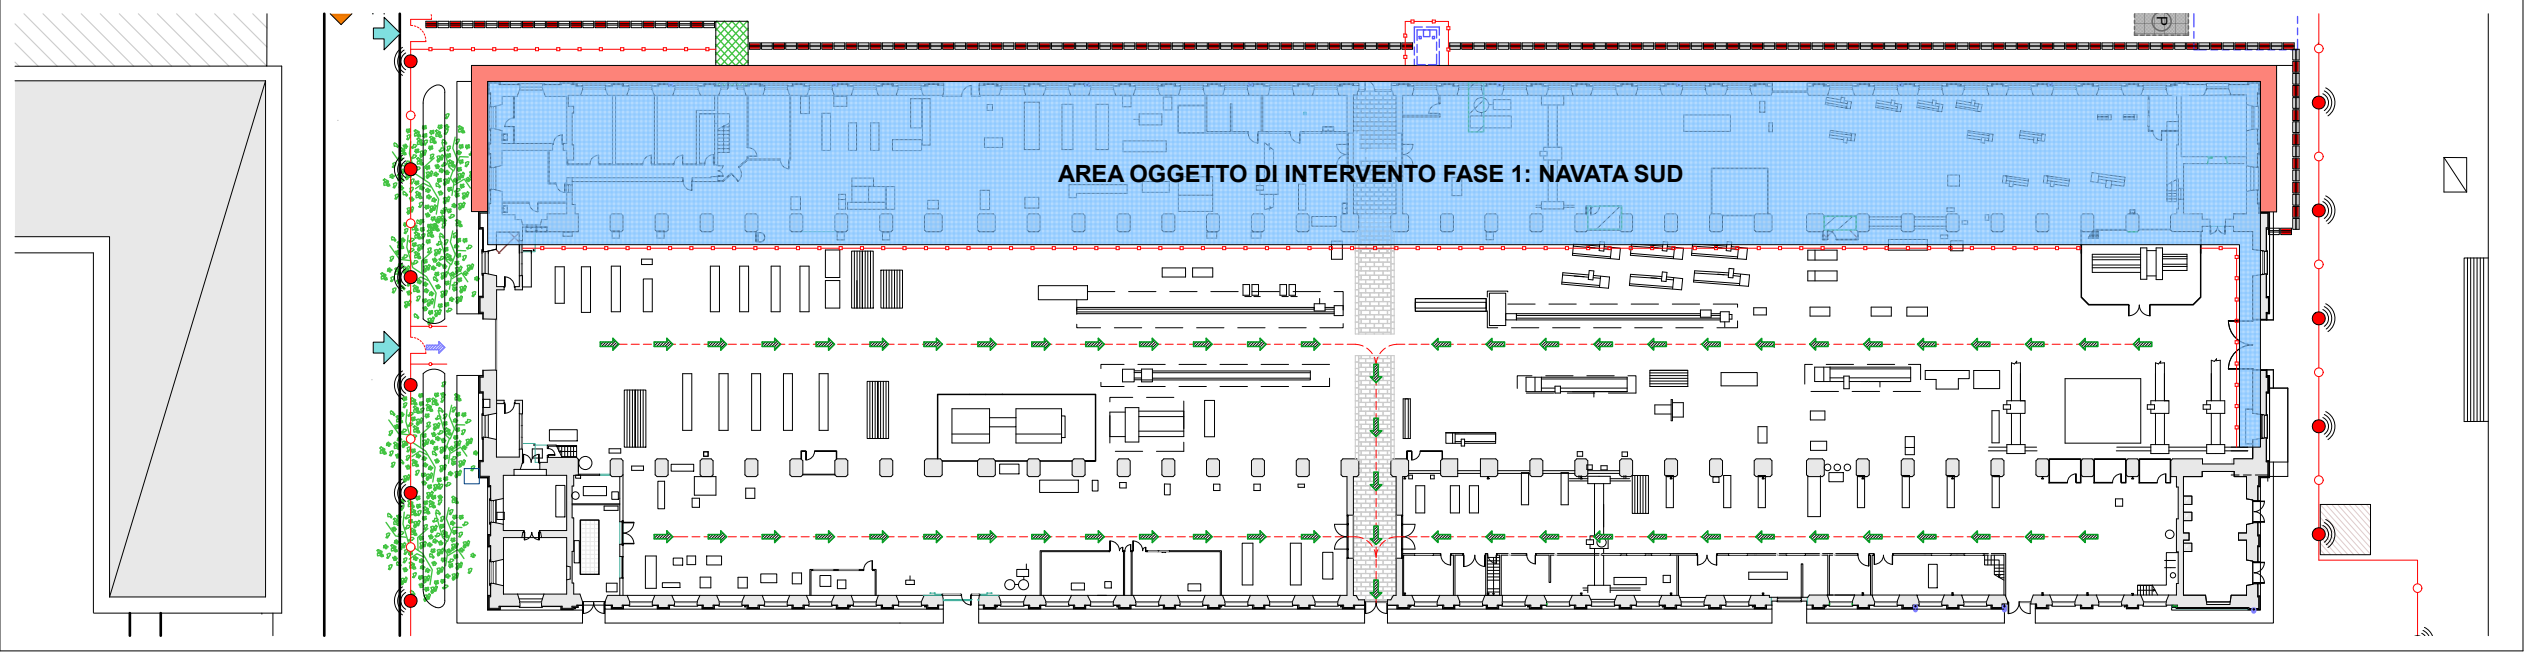 P
AREA OGGETTO DI INTERVENTO FASE 1: NAVATA SUD